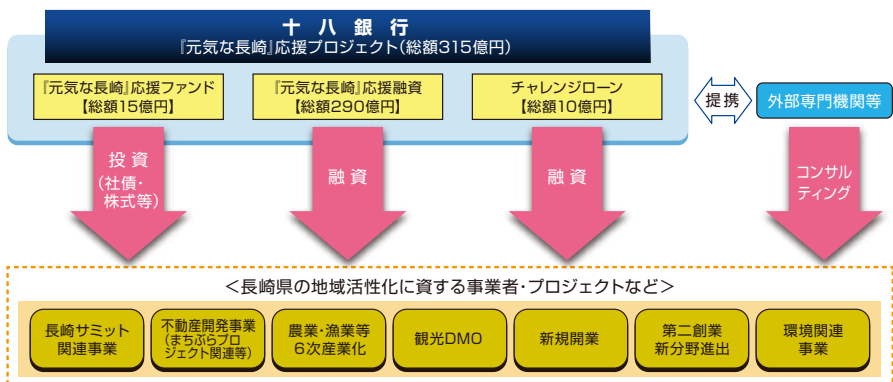 十八銀行
『元気な長崎』応援プロジェクト(総額315億円)
『元気な長崎』応援ファンド
【総額15億円】
『元気な長崎』応援融資
【総額290億円】
チャレンジローン
【総額10億円】
提携
外部専門機関等
投資
(社債・
株式等)
融資
融資
コンサル
ティング
<長崎県の地域活性化に資する事業者・プロジェクトなど>
長崎サミット
関連事業
不動産開発事業
(まちぶらプロ
ジェクト関連等)
農業・漁業等
6次産業化
観光DMO
新規開業
第二創業
新分野進出
環境関連
事業